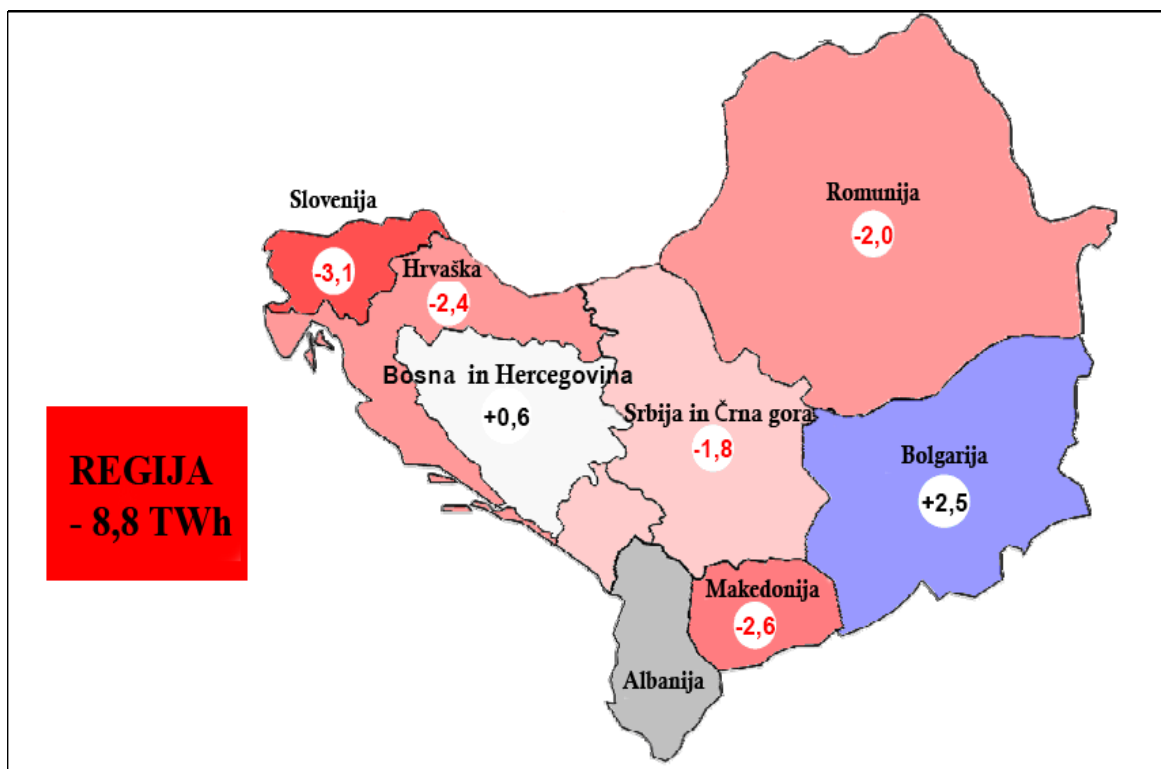 Slovenija
-3,1
Hrvaška
-2,4
Bosna in Hercegovina
+0,6
Srbija in Črna gora
-1,8
Romunija
-2,0
Bolgarija
+2,5
Makedonija
-2,6
Albanija
REGIJA
- 8,8 TWh